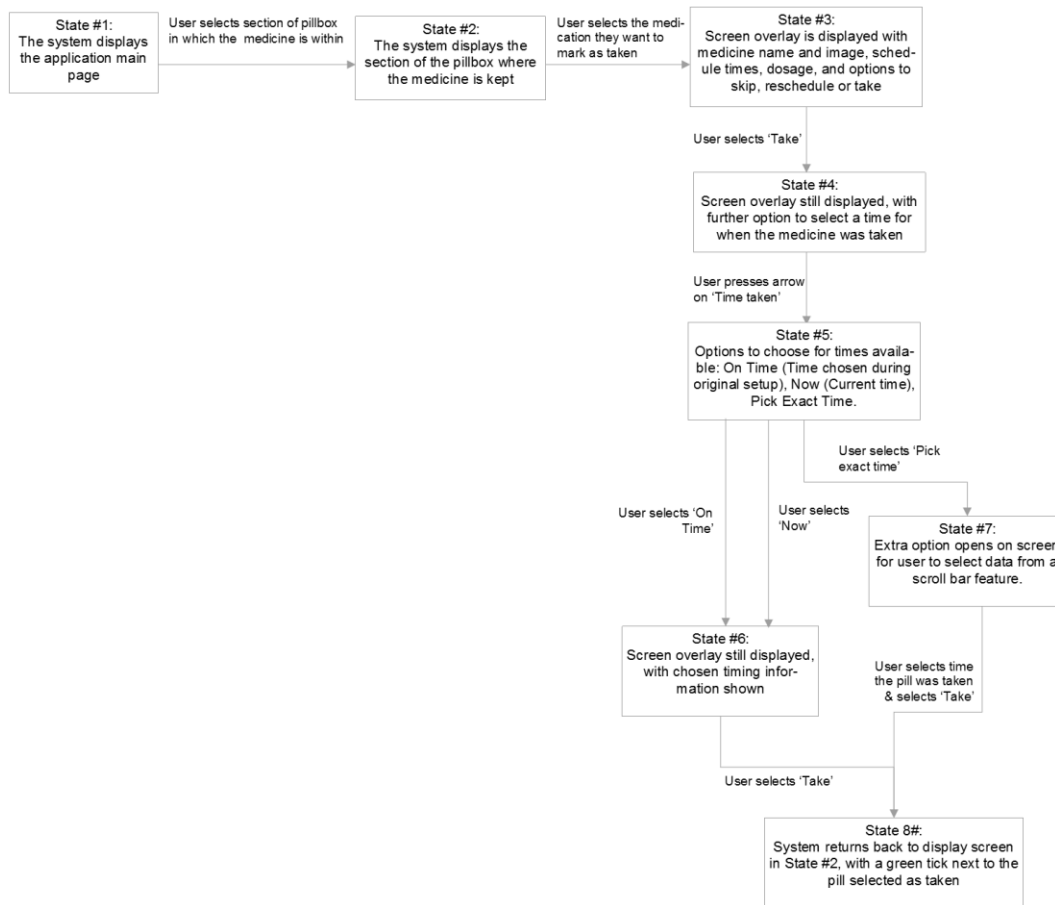 State #1:
The system displays
the application main
page
User selects section of pillbox
in which the  medicine is within
State #2:
The system displays the
section of the pillbox where
the medicine is kept
User selects the medi-
cation they want to
mark as taken
State #3:
Screen overlay is displayed with
medicine name and image, sched-
ule times, dosage, and options to
skip, reschedule or take
User selects ‘Take’
State #4:
Screen overlay still displayed, with
further option to select a time for
when the medicine was taken
User presses arrow
on ‘Time taken’
State #5:
Options to choose for times availa-
ble: On Time (Time chosen during
original setup), Now (Current time),
Pick Exact Time.
User selects ‘On
Time’
User selects
‘Now’
User selects ‘Pick
exact time’
State #7:
Extra option opens on screen
for user to select data from a
scroll bar feature.
State #6:
Screen overlay still displayed,
with chosen timing infor-
mation shown
User selects time
the pill was taken
& selects ‘Take’
User selects ‘Take’
State 8#:
System returns back to display screen
in State #2, with a green tick next to the
pill selected as taken